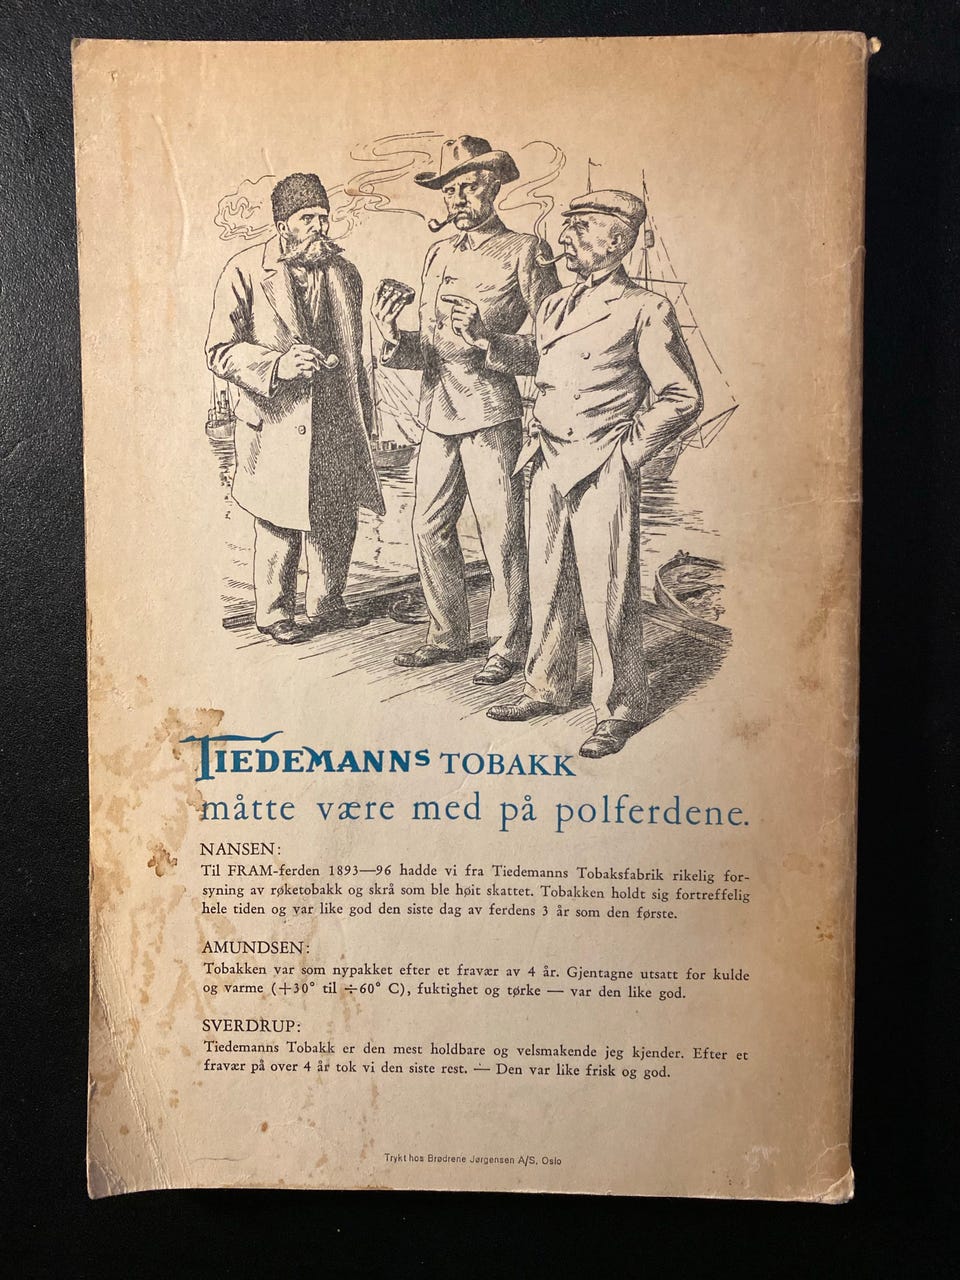 TIEDEMANNS TOBAKK
måtte være med på polferdene.
NANSEN:
Til FRAM-ferden 1893—96 hadde vi fra Tiedemanns Tobaksfabrik rikelig for-
syning av røketobakk og skrå som ble høit skattet. Tobakken holdt sig fortreffelig
hele tiden og var like god den siste dag av ferdens 3 år som den første.
AMUNDSEN:
Tobakken var som nypakket efter et fravær av 4 år. Gjentagne utsatt for kulde
og varme (+30° til ÷60° C), fuktighet og tørke — var den like god.
SVERDRUP:
Tiedemanns Tobakk er den mest holdbare og velsmakende jeg kjender. Efter et
fravær på over 4 år tok vi den siste rest. — Den var like frisk og god.
Trykt hos Brødrene Jørgensen A/S, Oslo